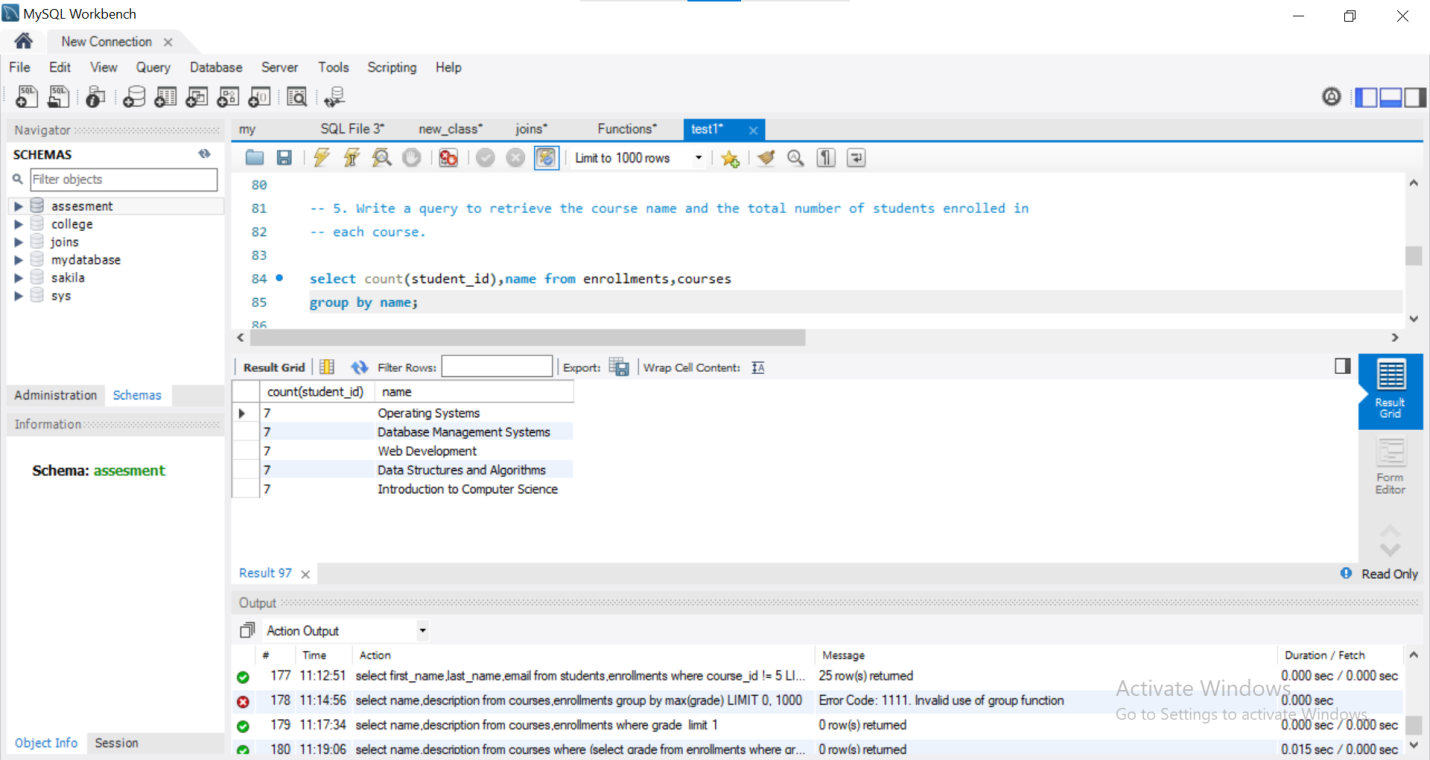 MySQL Workbench
New Connection
File Edit View Query Database Server Tools Scripting Help
Navigator
SCHEMAS
Filter objects
assesment
college
joins
mydatabase
sakila
sys
Administration Schemas
Information
Schema: assesment
Object Info Session
my SQL File 3* new_class* joins* Functions* test1*
Limit to 1000 rows
80
81 -- 5. Write a query to retrieve the course name and the total number of students enrolled in
82 -- each course.
83
84 select count(student_id),name from enrollments,courses
85 group by name;
86
Result Grid Filter Rows: Export: Wrap Cell Content:
count(student_id) name
7 Operating Systems
7 Database Management Systems
7 Web Development
7 Data Structures and Algorithms
7 Introduction to Computer Science
Result
Grid
Form
Editor
Result 97
Read Only
Output
Action Output
# Time Action Message Duration / Fetch
177 11:12:51 select first_name,last_name,email from students,enrollments where course_id != 5 LI... 25 row(s) returned 0.000 sec / 0.000 sec
178 11:14:56 select name,description from courses,enrollments group by max(grade) LIMIT 0, 1000 Error Code: 1111. Invalid use of group function 0.000 sec
179 11:17:34 select name,description from courses,enrollments where grade limit 1 0 row(s) returned 0.000 sec / 0.000 sec
180 11:19:06 select name,description from courses where (select grade from enrollments where gr... 0 row(s) returned 0.015 sec / 0.000 sec
Activate Windows
Go to Settings to activate Windows.